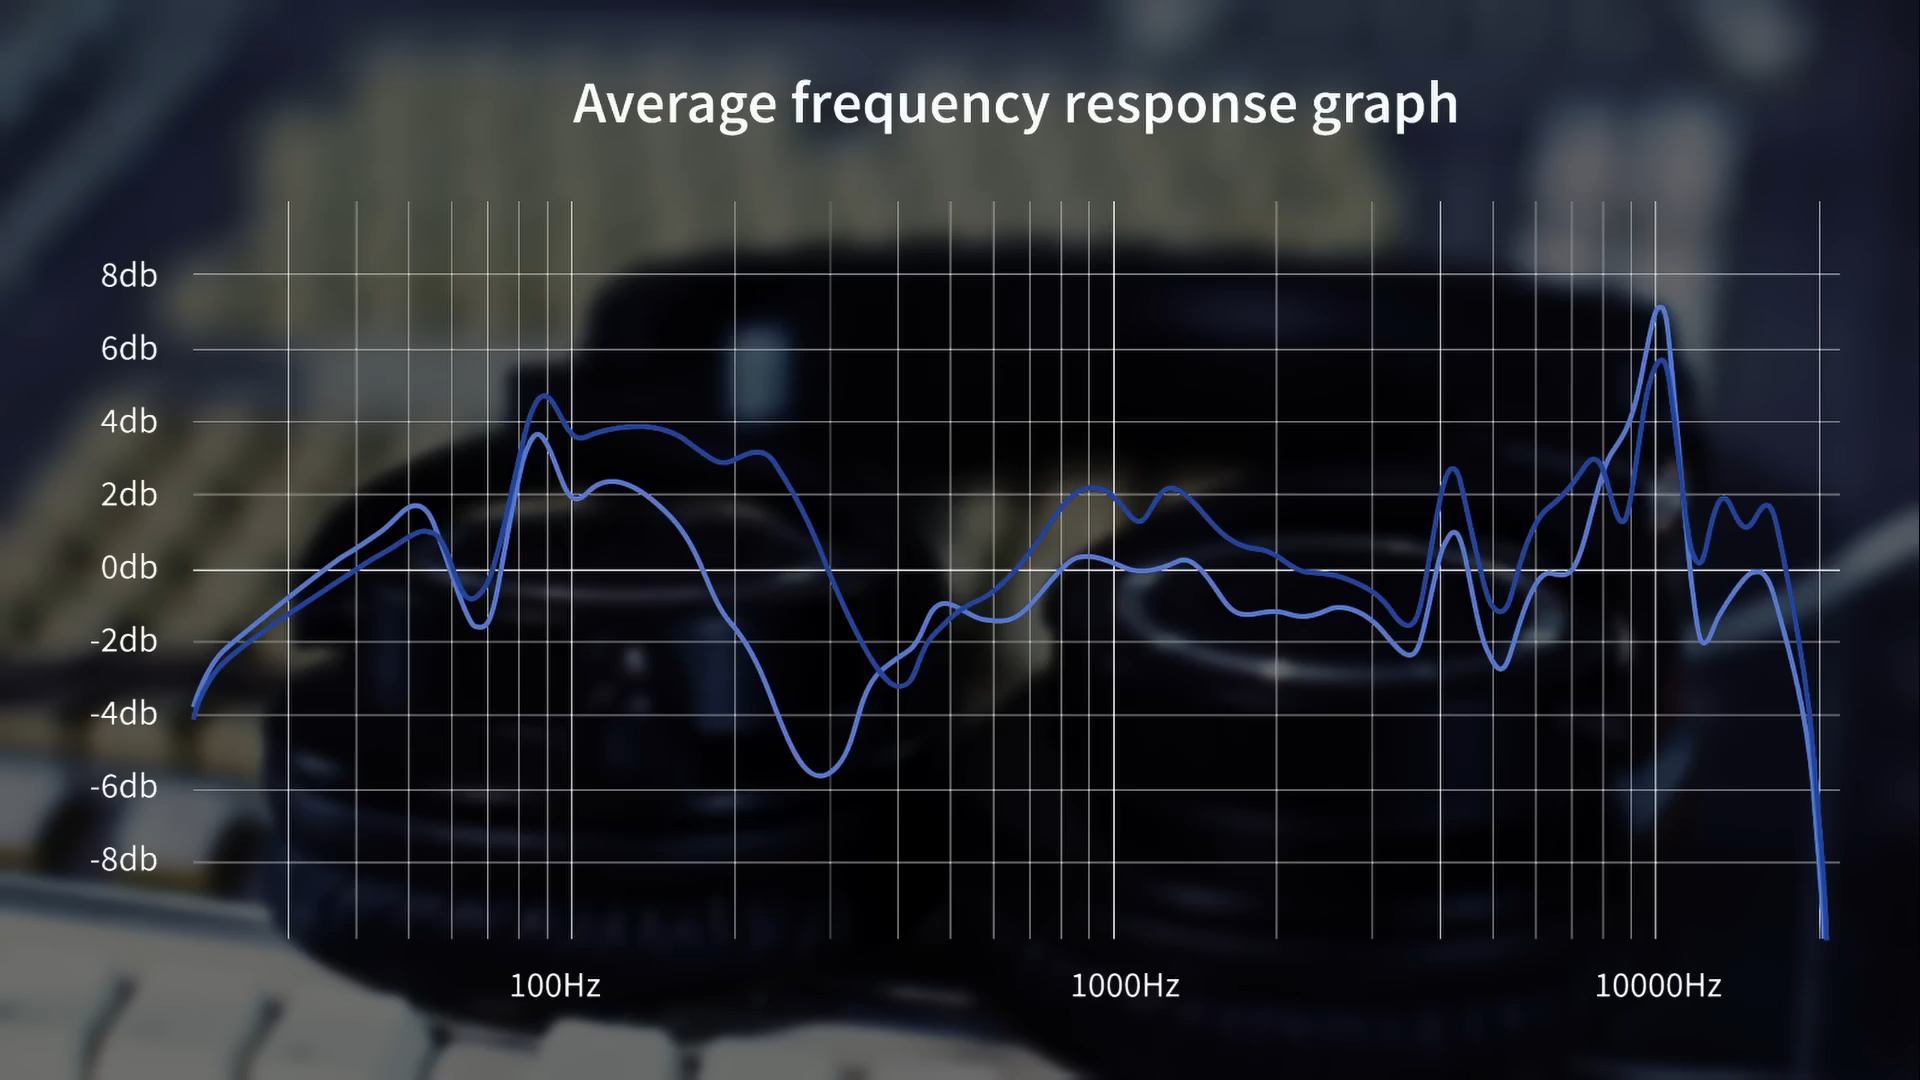 Average frequency response graph
8db
6db
4db
2db
0db
-2db
-4db
-6db
-8db
100Hz 1000Hz 10000Hz